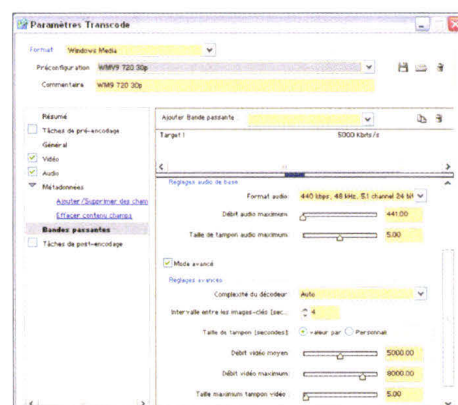 Paramètres Transcode
Format Windows Media
Préconfiguration WMV9 720 30p
Commentaire WM9 720 30p
Résumé
Tâches de pré-encodage
Général
Vidéo
Audio
Métadonnées
Ajouter/Supprimer des cham
Effacer contenu champs
Bandes passantes
Tâches de post-encodage
Ajouter Bande passante
Target 1 5000 Kbits/s
Réglages audio de base
Format audio: 440 kbps, 48 kHz, 5.1 channel 24 bit
Débit audio maximum: 441.00
Taille de tampon audio maximum: 5.00
Mode avancé
Réglages avancés
Complexité du décodeur: Auto
Intervalle entre les images-clés [sec... 4
Taille de tampon [secondes]: valeur par Personnal
Débit vidéo moyen: 5000.00
Débit vidéo maximum: 8000.00
Taille maximum tampon vidéo: 5.00